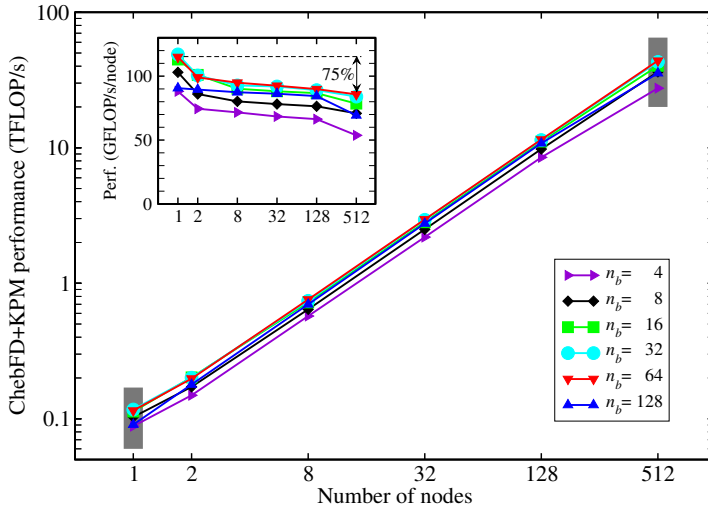 100
10
1
0.1
ChebFD+KPM performance (TFLOP/s)
1 2 8 32 128 512
Number of nodes
100
50
0
Perf. (GFLOP/s/node)
1 2 8 32 128 512
75%
n_b= 4
n_b= 8
n_b= 16
n_b= 32
n_b= 64
n_b= 128